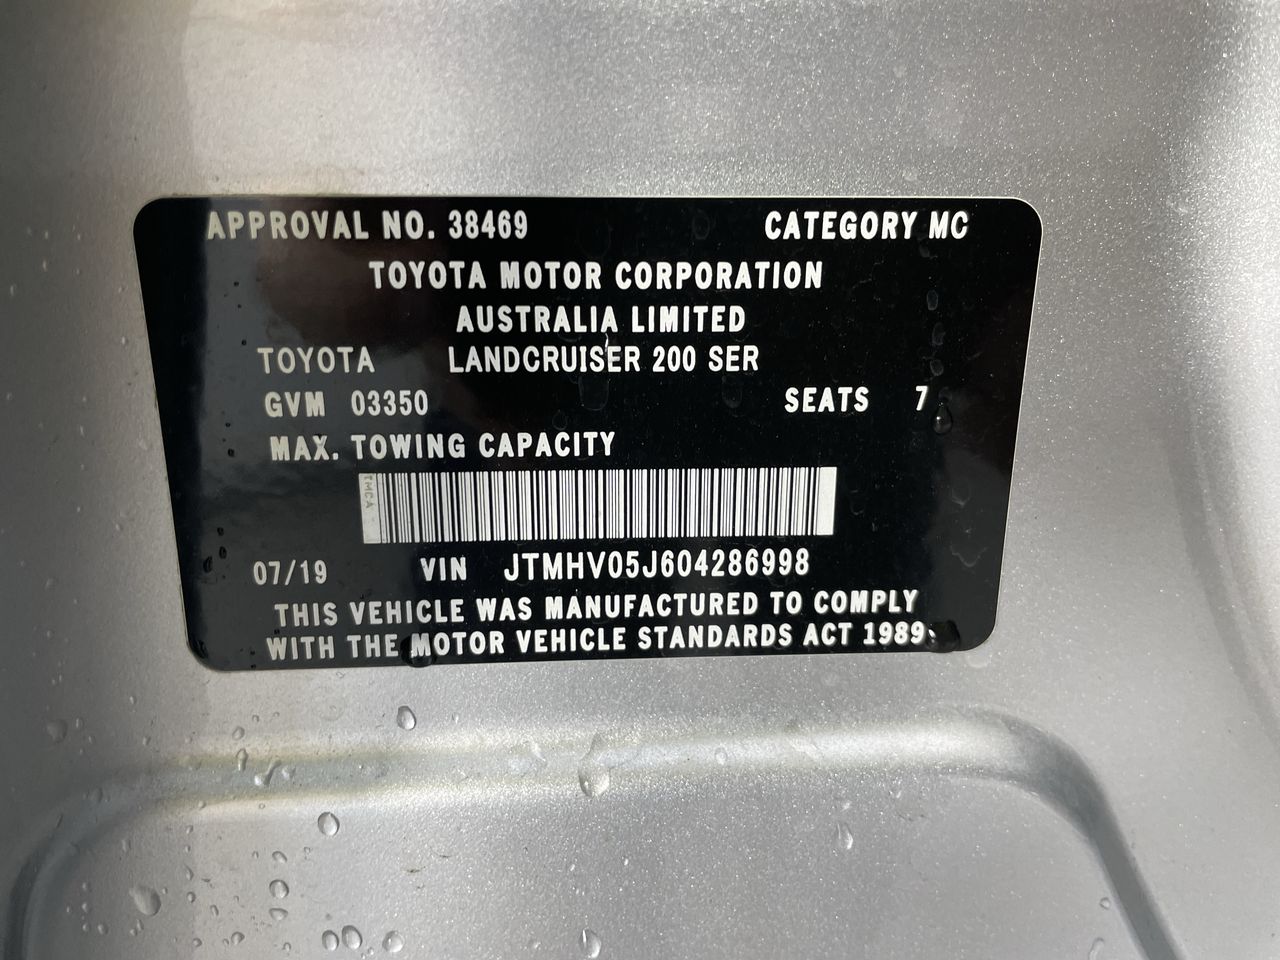 APPROVAL NO. 38469 CATEGORY MC
TOYOTA MOTOR CORPORATION
AUSTRALIA LIMITED
TOYOTA LANDCRUISER 200 SER
GVM 03350 SEATS 7
MAX. TOWING CAPACITY
TMCA
07/19 VIN JTMHV05J604286998
THIS VEHICLE WAS MANUFACTURED TO COMPLY
WITH THE MOTOR VEHICLE STANDARDS ACT 1989.